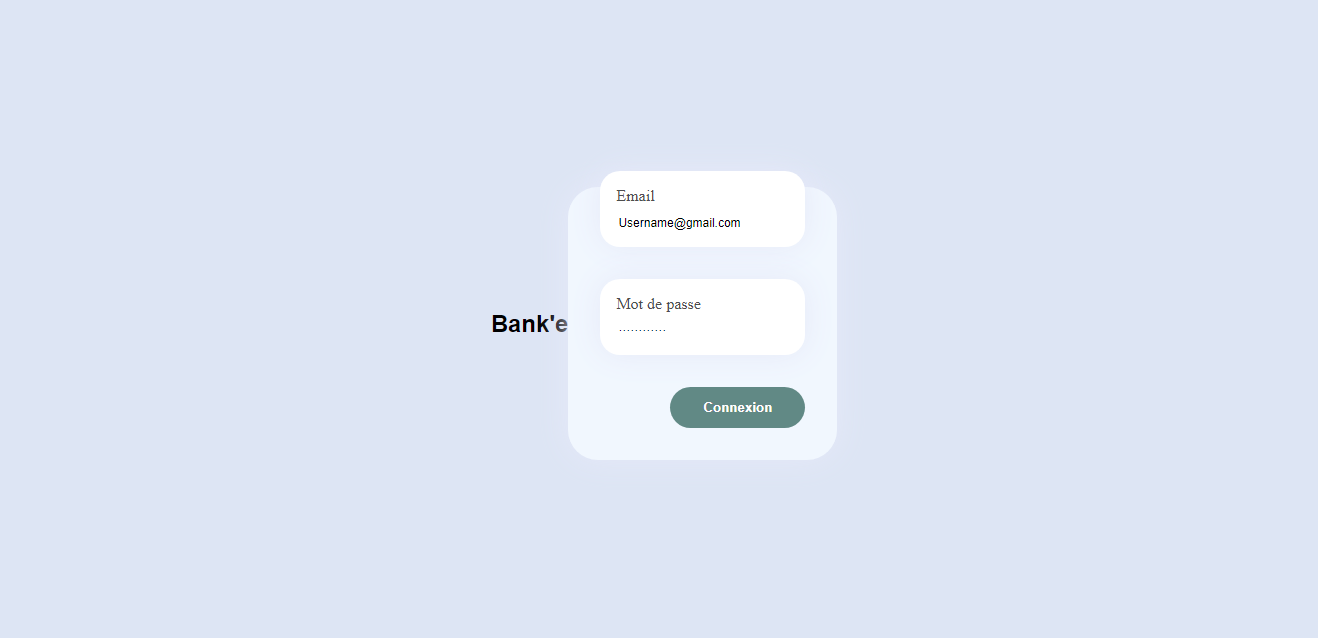 Email
Username@gmail.com
Mot de passe
............
Bank'e
Connexion